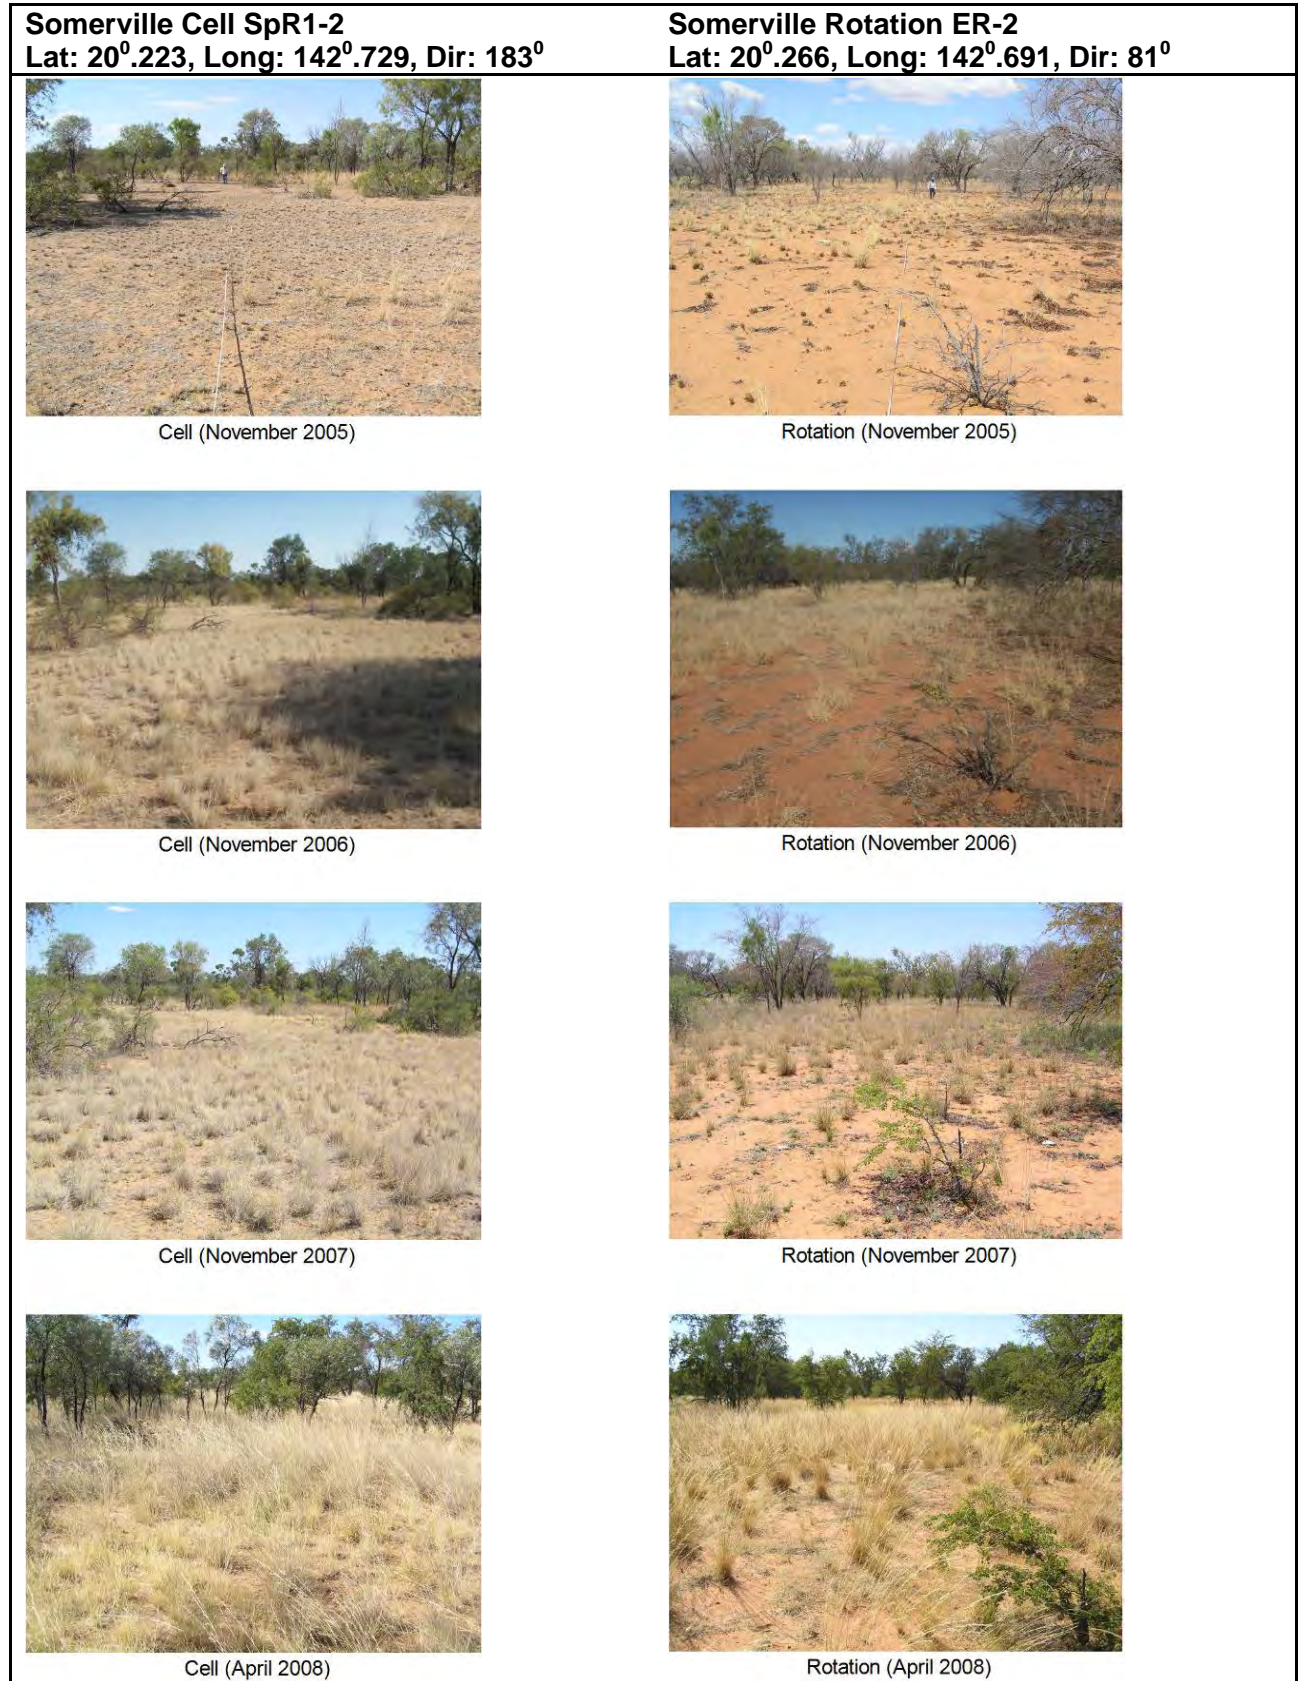 Somerville Cell SpR1-2
Lat: 20⁰.223, Long: 142⁰.729, Dir: 183⁰
Somerville Rotation ER-2
Lat: 20⁰.266, Long: 142⁰.691, Dir: 81⁰
Cell (November 2005)
Rotation (November 2005)
Cell (November 2006)
Rotation (November 2006)
Cell (November 2007)
Rotation (November 2007)
Cell (April 2008)
Rotation (April 2008)